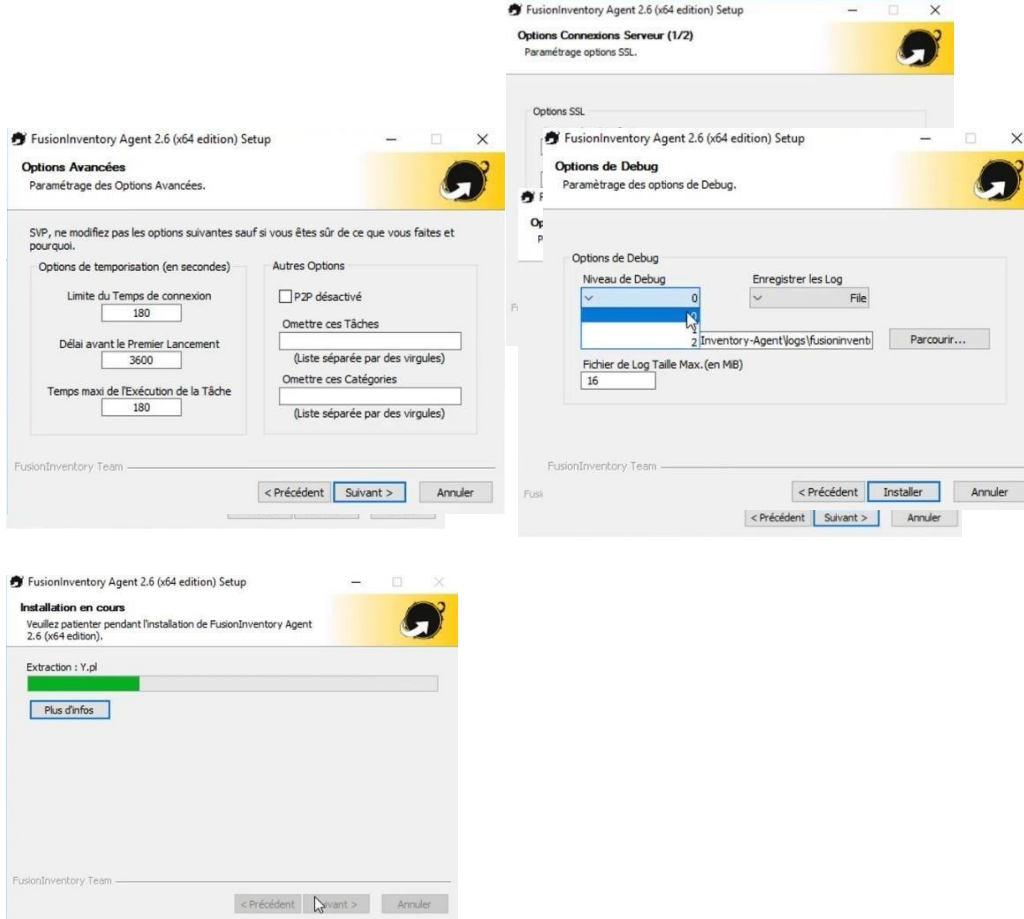 FusionInventory Agent 2.6 (x64 edition) Setup
Options Connexions Serveur (1/2)
Paramétrage options SSL.
Options SSL
FusionInventory Agent 2.6 (x64 edition) Setup
Options Avancées
Paramétrage des Options Avancées.
SVP, ne modifiez pas les options suivantes sauf si vous êtes sûr de ce que vous faites et
pourquoi.
Options de temporisation (en secondes)
Limite du Temps de connexion
180
Délai avant le Premier Lancement
3600
Temps maxi de l'Exécution de la Tâche
180
Autres Options
P2P désactivé
Omettre ces Tâches
(Liste séparée par des virgules)
Omettre ces Catégories
(Liste séparée par des virgules)
FusionInventory Team
< Précédent Suivant > Annuler
FusionInventory Agent 2.6 (x64 edition) Setup
Options de Debug
Paramètrage des options de Debug.
Options de Debug
Niveau de Debug
0
0
1
2
Enregistrer les Log
File
Inventory-Agent\logs\fusioninvent
Parcourir...
Fichier de Log Taille Max.(en MiB)
16
FusionInventory Team
< Précédent Installer Annuler
< Précédent Suivant > Annuler
FusionInventory Agent 2.6 (x64 edition) Setup
Installation en cours
Veuillez patienter pendant l'installation de FusionInventory Agent
2.6 (x64 edition).
Extraction : Y.pl
Plus d'infos
FusionInventory Team
< Précédent Suivant > Annuler